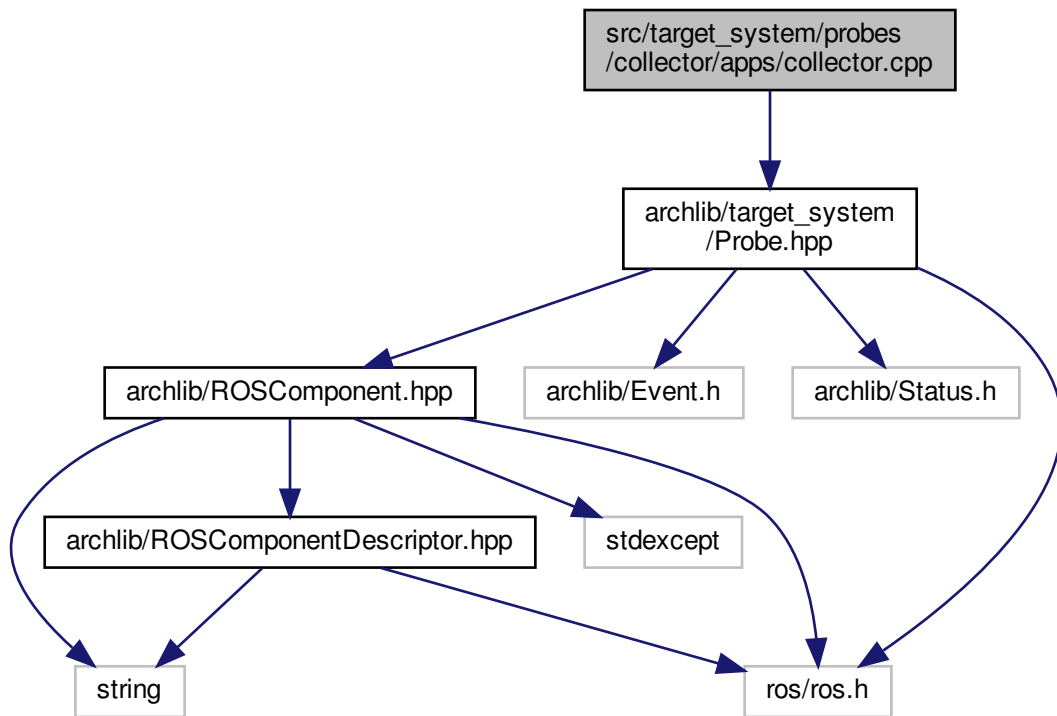 src/target_system/probes
/collector/apps/collector.cpp
archlib/target_system
/Probe.hpp
archlib/ROSComponent.hpp
archlib/Event.h
archlib/Status.h
archlib/ROSComponentDescriptor.hpp
stdexcept
string
ros/ros.h